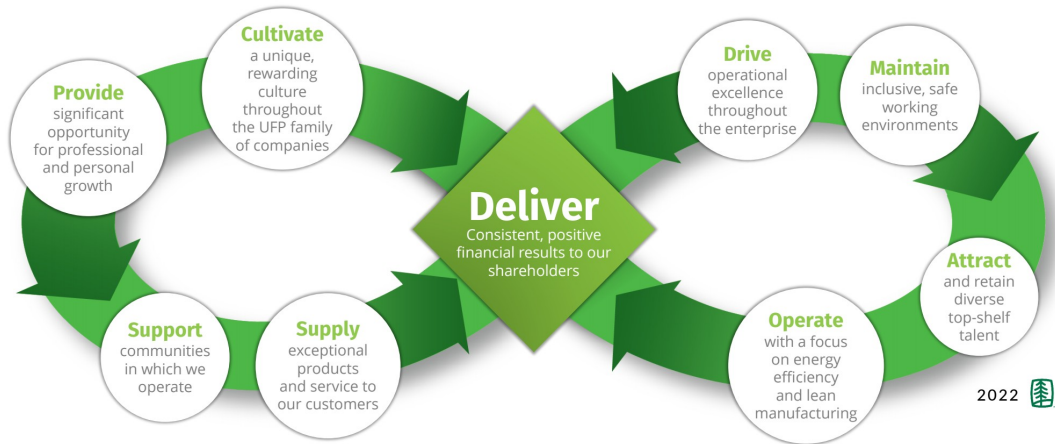 Cultivate
a unique,
rewarding
culture
throughout
the UFP family
of companies
Provide
significant
opportunity
for professional
and personal
growth
Support
communities
in which we
operate
Supply
exceptional
products
and service to
our customers
Deliver
Consistent, positive
financial results to our
shareholders
Drive
operational
excellence
throughout
the enterprise
Maintain
inclusive, safe
working
environments
Attract
and retain
diverse
top-shelf
talent
Operate
with a focus
on energy
efficiency
and lean
manufacturing
2022